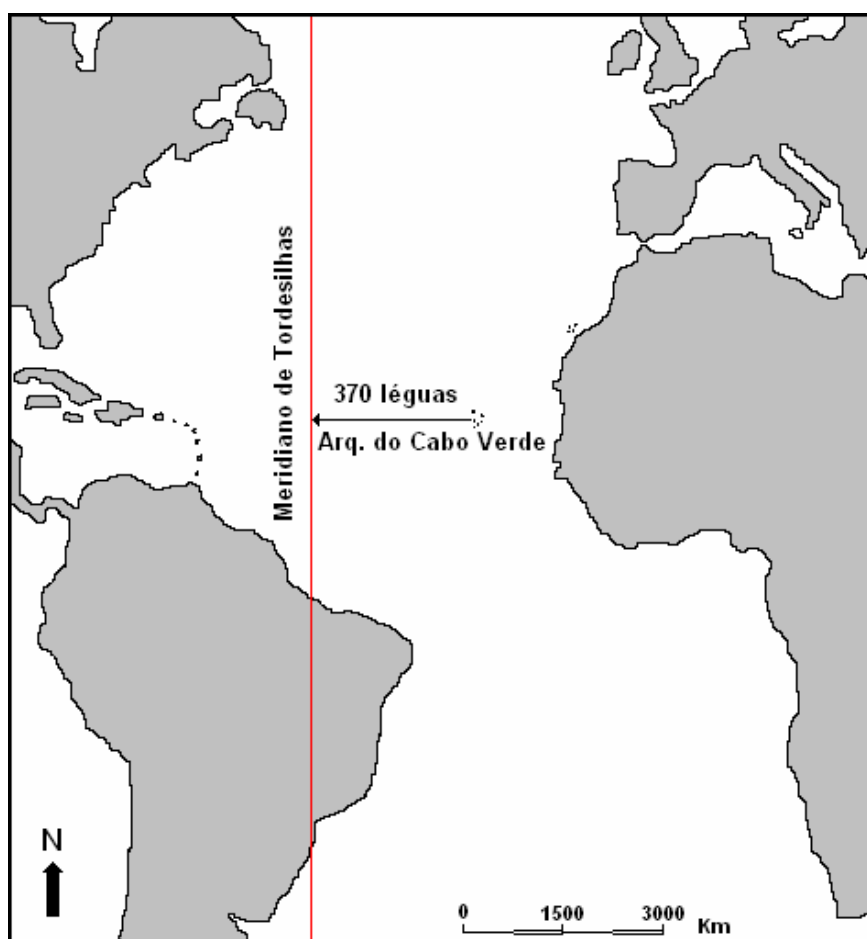 Meridiano de Tordesilhas
370 léguas
Arq. do Cabo Verde
N
0 1500 3000 Km